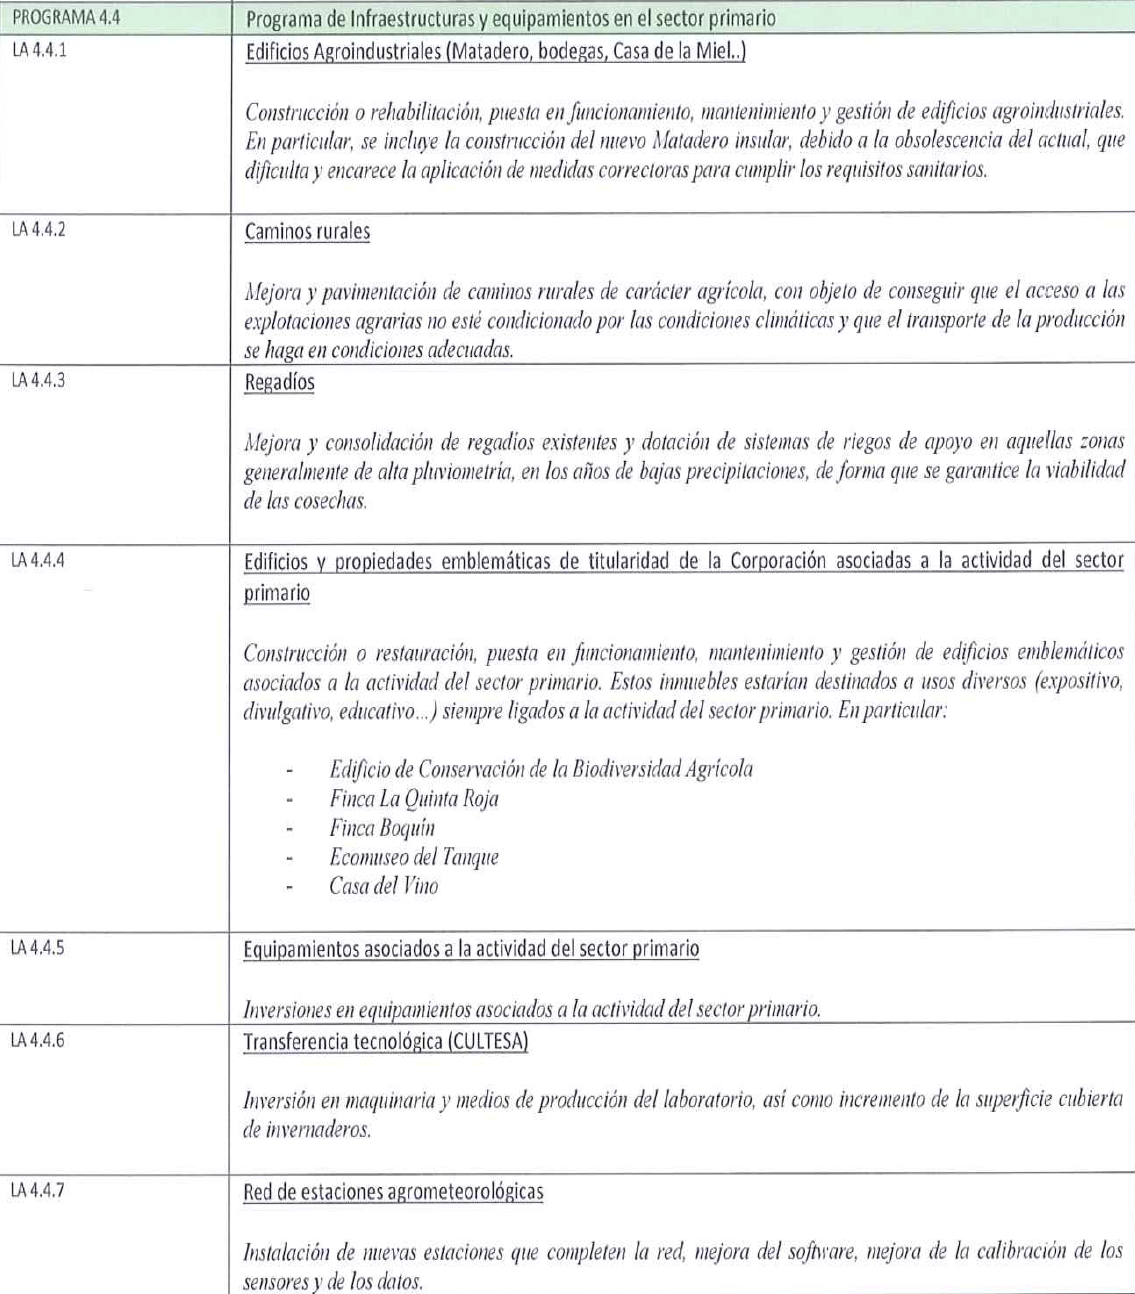 PROGRAMA 4.4
Programa de Infraestructuras y equipamientos en el sector primario
LA 4.4.1
Edificios Agroindustriales (Matadero, bodegas, Casa de la Miel..)
Construcción o rehabilitación, puesta en funcionamiento, mantenimiento y gestión de edificios agroindustriales.
En particular, se incluye la construcción del nuevo Matadero insular, debido a la obsolescencia del actual, que
dificulta y encarece la aplicación de medidas correctoras para cumplir los requisitos sanitarios.
LA 4.4.2
Caminos rurales
Mejora y pavimentación de caminos rurales de carácter agrícola, con objeto de conseguir que el acceso a las
explotaciones agrarias no esté condicionado por las condiciones climáticas y que el transporte de la producción
se haga en condiciones adecuadas.
LA 4.4.3
Regadíos
Mejora y consolidación de regadíos existentes y dotación de sistemas de riegos de apoyo en aquellas zonas
generalmente de alta pluviometría, en los años de bajas precipitaciones, de forma que se garantice la viabilidad
de las cosechas.
LA 4.4.4
Edificios y propiedades emblemáticas de titularidad de la Corporación asociadas a la actividad del sector
primario
Construcción o restauración, puesta en funcionamiento, mantenimiento y gestión de edificios emblemáticos
asociados a la actividad del sector primario. Estos inmuebles estarían destinados a usos diversos (expositivo,
divulgativo, educativo...) siempre ligados a la actividad del sector primario. En particular:
- Edificio de Conservación de la Biodiversidad Agrícola
- Finca La Quinta Roja
- Finca Boquín
- Ecomuseo del Tanque
- Casa del Vino
LA 4.4.5
Equipamientos asociados a la actividad del sector primario
Inversiones en equipamientos asociados a la actividad del sector primario.
LA 4.4.6
Transferencia tecnológica (CULTESA)
Inversión en maquinaria y medios de producción del laboratorio, así como incremento de la superficie cubierta
de invernaderos.
LA 4.4.7
Red de estaciones agrometeorológicas
Instalación de nuevas estaciones que completen la red, mejora del software, mejora de la calibración de los
sensores y de los datos.